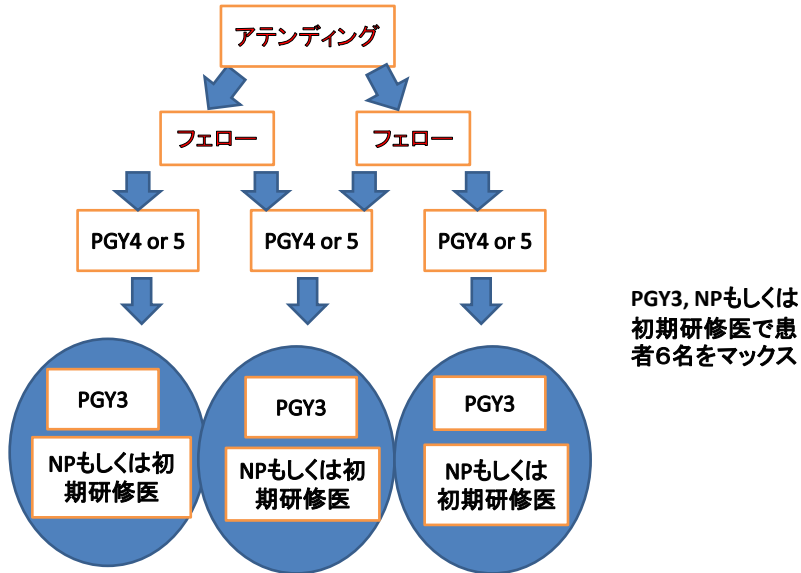 アテンディング
フェロー
フェロー
PGY4 or 5
PGY4 or 5
PGY4 or 5
PGY3, NPもしくは
初期研修医で患
者６名をマックス
PGY3
PGY3
PGY3
NPもしくは初
期研修医
NPもしくは初
期研修医
NPもしくは
初期研修医